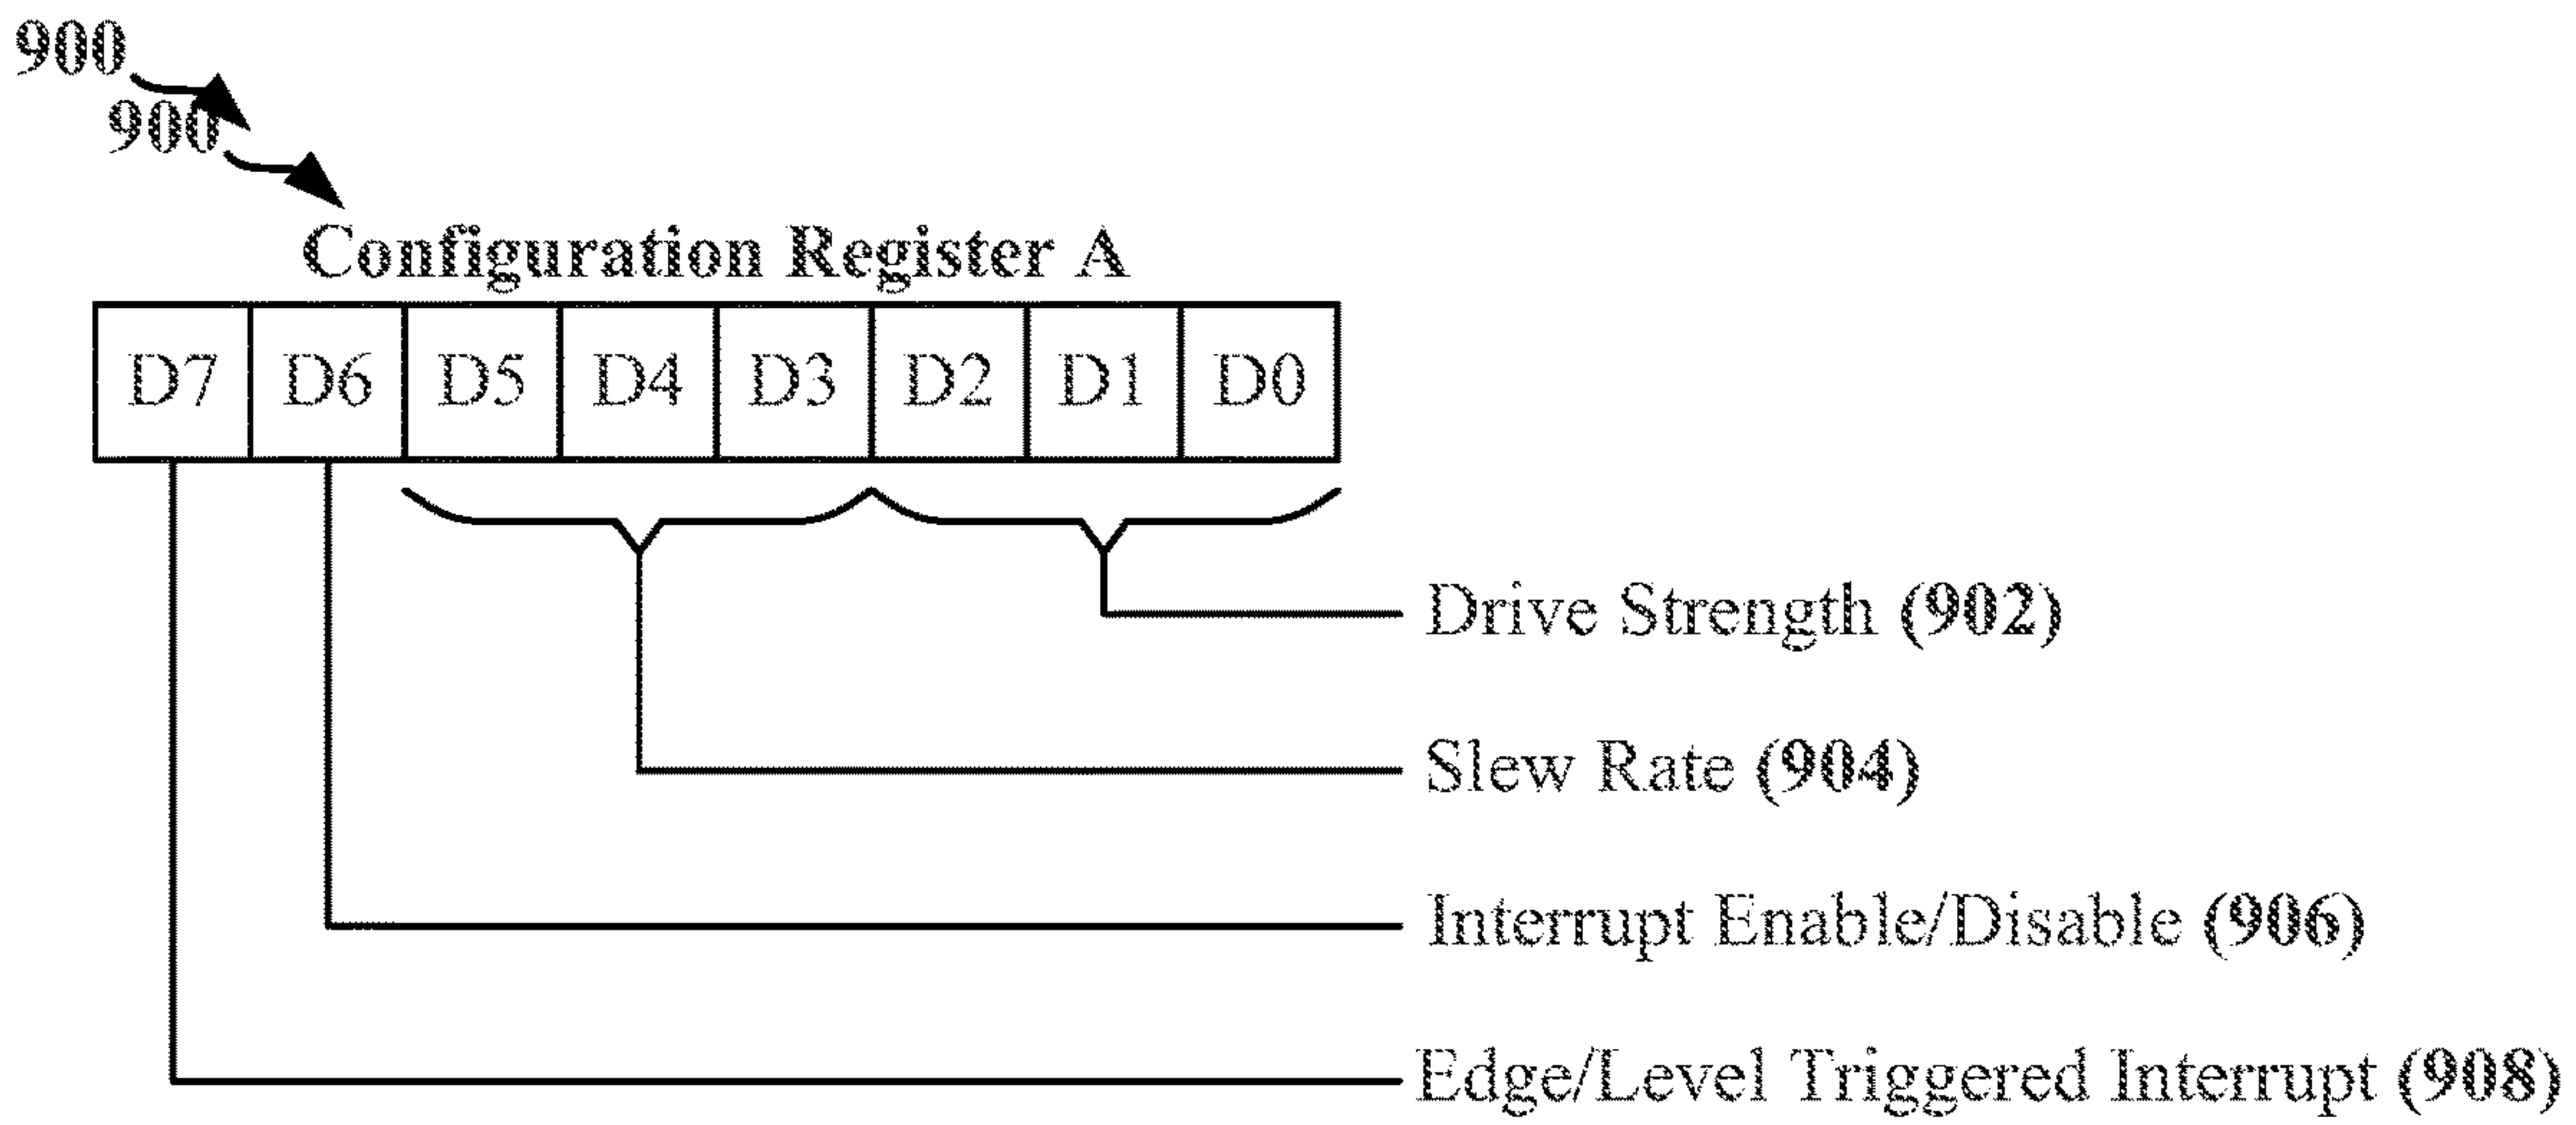 900
900
Configuration Register A
D7 D6 D5 D4 D3 D2 D1 D0
Drive Strength (902)
Slew Rate (904)
Interrupt Enable/Disable (906)
Edge/Level Triggered Interrupt (908)